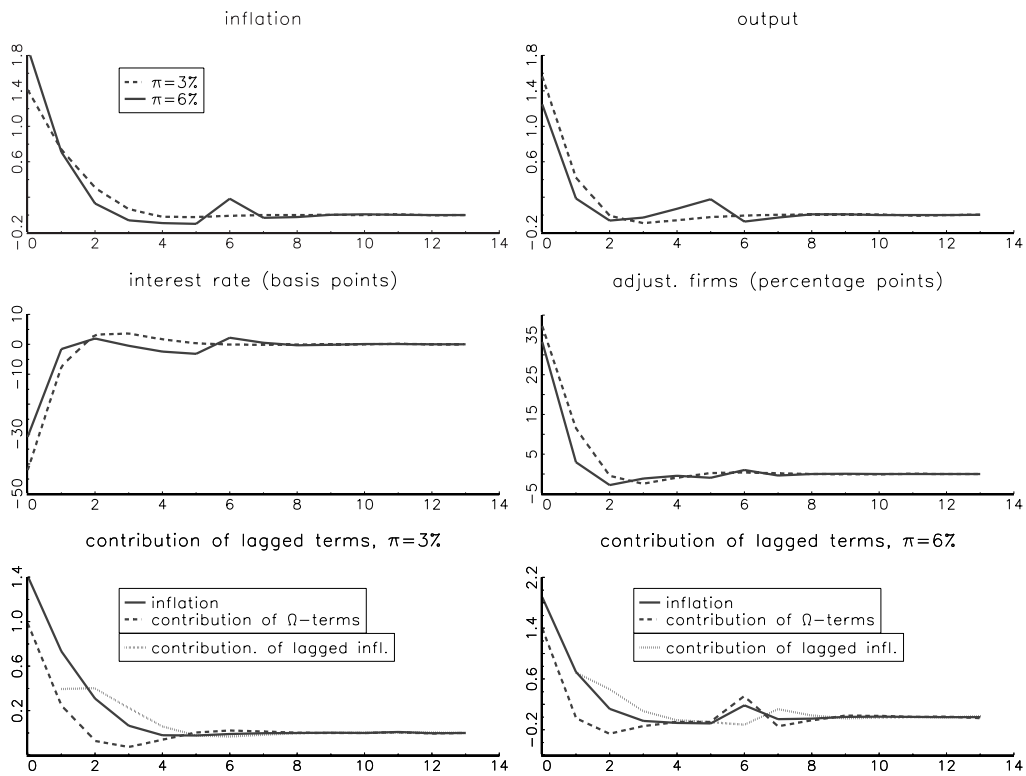 inflation
1.8
1.4
1.0
0.6
-0.2
π=3%
π=6%
0 2 4 6 8 10 12 14
output
1.8
1.4
1.0
0.6
-0.2
0 2 4 6 8 10 12 14
interest rate (basis points)
10
0
-10
-30
-50
0 2 4 6 8 10 12 14
adjust. firms (percentage points)
35
25
15
5
-5
0 2 4 6 8 10 12 14
contribution of lagged terms, π=3%
1.4
1.0
0.6
0.2
inflation
contribution of Ω-terms
contribution. of lagged infl.
0 2 4 6 8 10 12 14
contribution of lagged terms, π=6%
2.2
1.4
0.6
-0.2
inflation
contribution of Ω-terms
contribution of lagged infl.
0 2 4 6 8 10 12 14